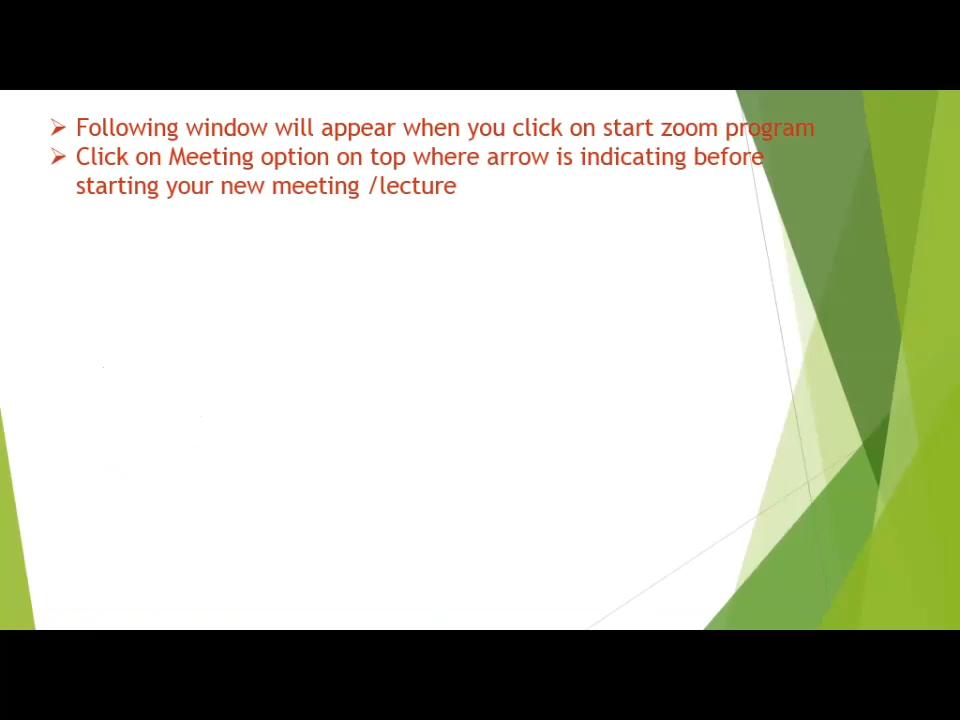 ➢ Following window will appear when you click on start zoom program
➢ Click on Meeting option on top where arrow is indicating before
starting your new meeting /lecture